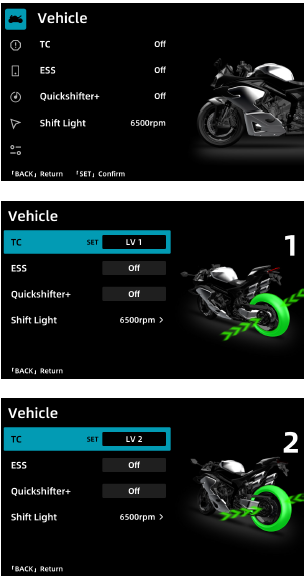 Vehicle
TC Off
ESS Off
Quickshifter+ Off
Shift Light 6500rpm
「BACK」Return 「SET」Confirm
Vehicle
TC SET LV 1
1
ESS Off
Quickshifter+ Off
Shift Light 6500rpm >
「BACK」Return
Vehicle
TC SET LV 2
2
ESS Off
Quickshifter+ Off
Shift Light 6500rpm >
「BACK」Return